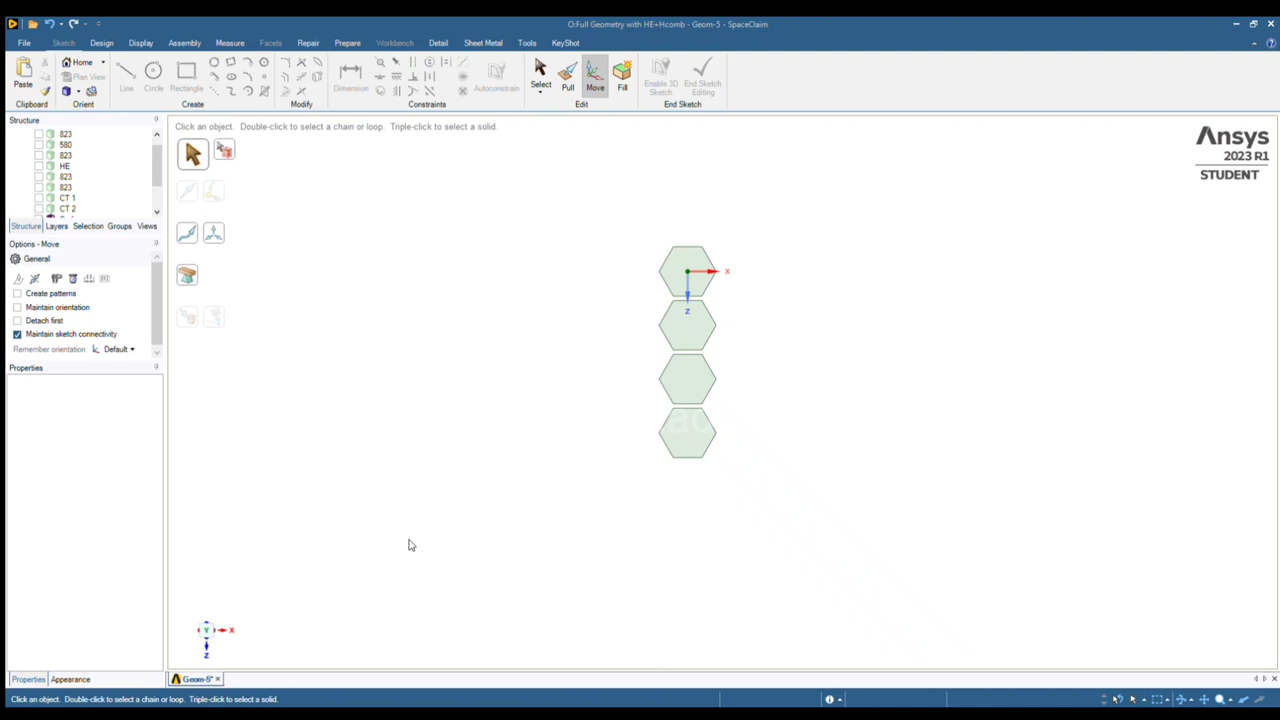 O:Full Geometry with HE+Hcomb - Geom-5 - SpaceClaim
File Sketch Design Display Assembly Measure Facets Repair Prepare Workbench Detail Sheet Metal Tools KeyShot
Paste
Home
Plan View
Line Circle Rectangle
Dimension
Autoconstrain
Select Pull Move Fill
Enable 3D Sketch
End Sketch Editing
Clipboard Orient Create Modify Constraints Edit End Sketch
Structure
823
580
823
HE
823
823
CT 1
CT 2
Structure Layers Selection Groups Views
Options - Move
General
Create patterns
Maintain orientation
Detach first
Maintain sketch connectivity
Remember orientation Default
Properties
Click an object. Double-click to select a chain or loop. Triple-click to select a solid.
Ansys
2023 R1
STUDENT
X
Z
Y
X
Z
Properties Appearance
Geom-5*
Click an object. Double-click to select a chain or loop. Triple-click to select a solid.